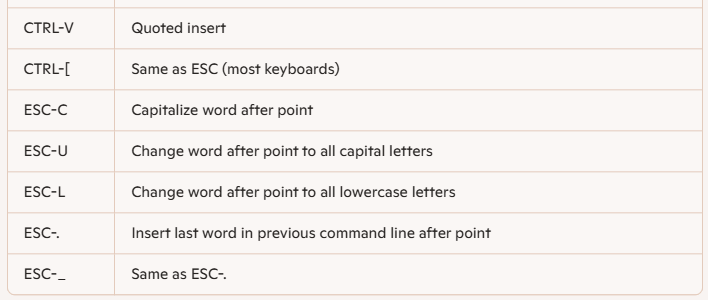 CTRL-V Quoted insert
CTRL-[ Same as ESC (most keyboards)
ESC-C Capitalize word after point
ESC-U Change word after point to all capital letters
ESC-L Change word after point to all lowercase letters
ESC-. Insert last word in previous command line after point
ESC-_ Same as ESC-.